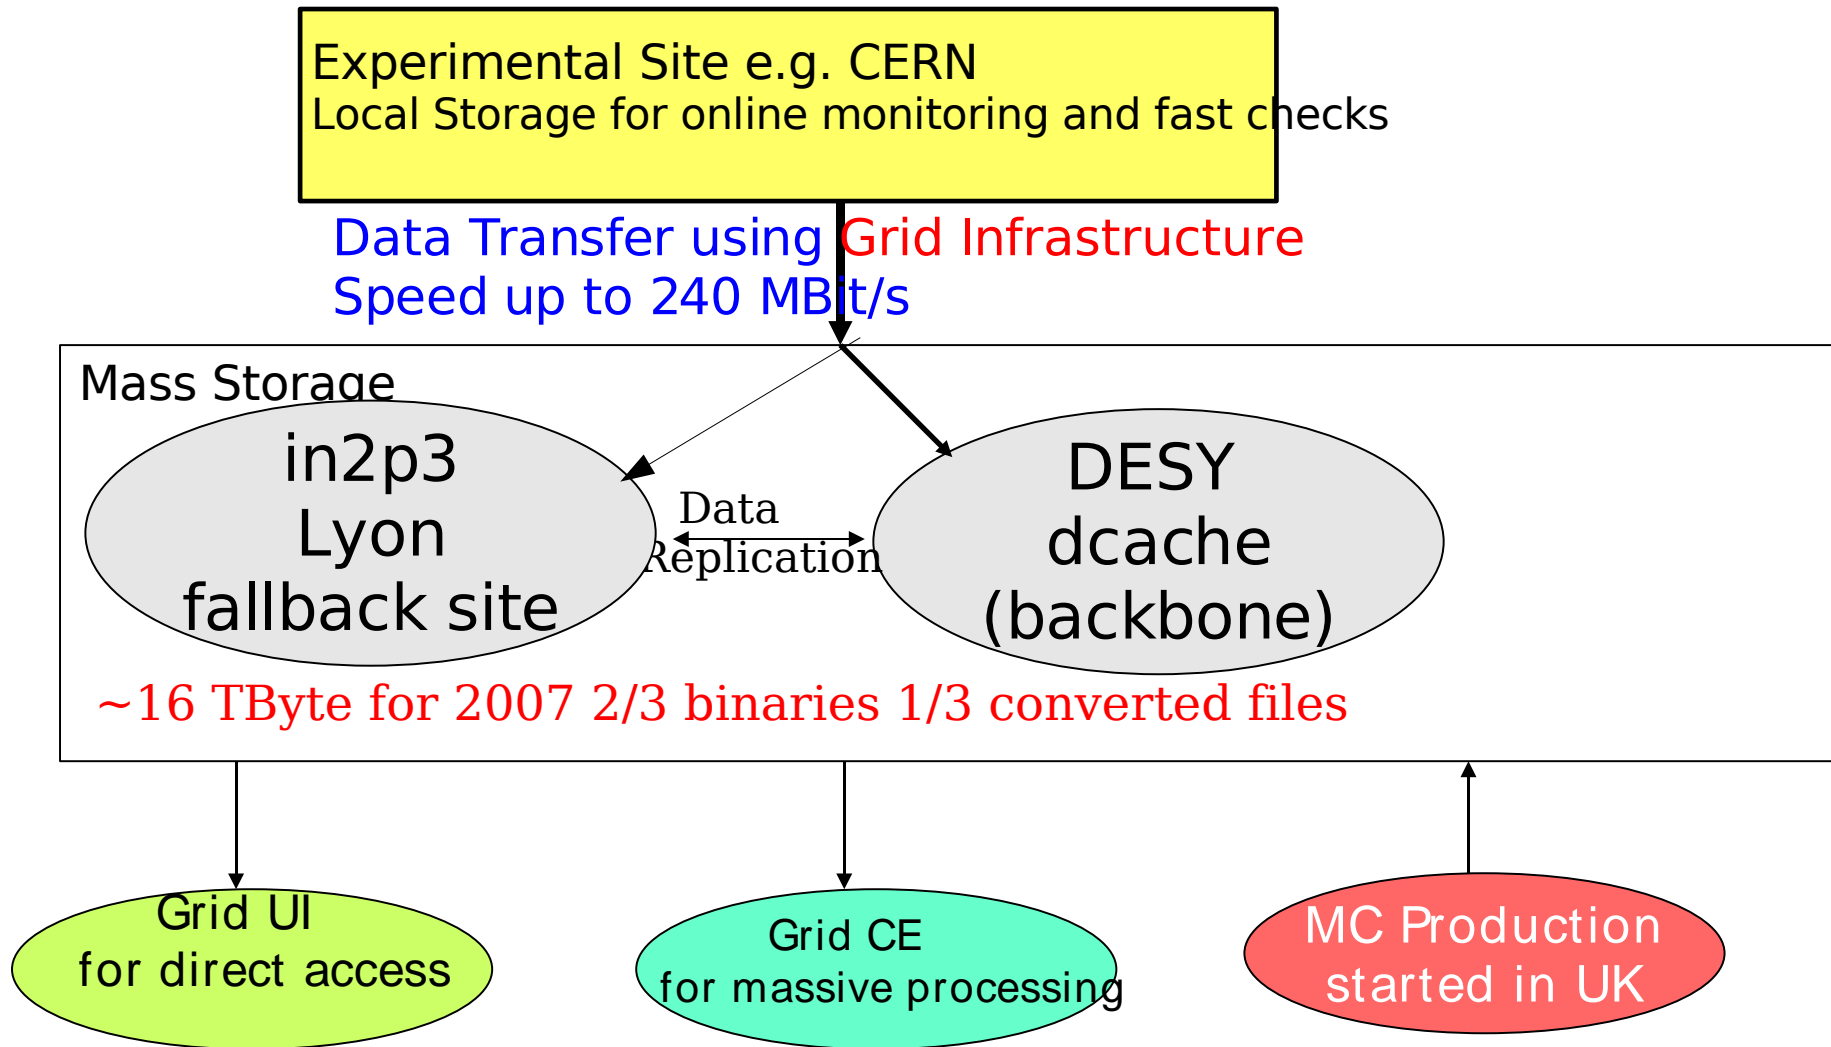 Experimental Site e.g. CERN
Local Storage for online monitoring and fast checks
Data Transfer using Grid Infrastructure
Speed up to 240 MBit/s
Mass Storage
in2p3
Lyon
fallback site
Data
Replication
DESY
dcache
(backbone)
~16 TByte for 2007 2/3 binaries 1/3 converted files
Grid UI
for direct access
Grid CE
for massive processing
MC Production
started in UK